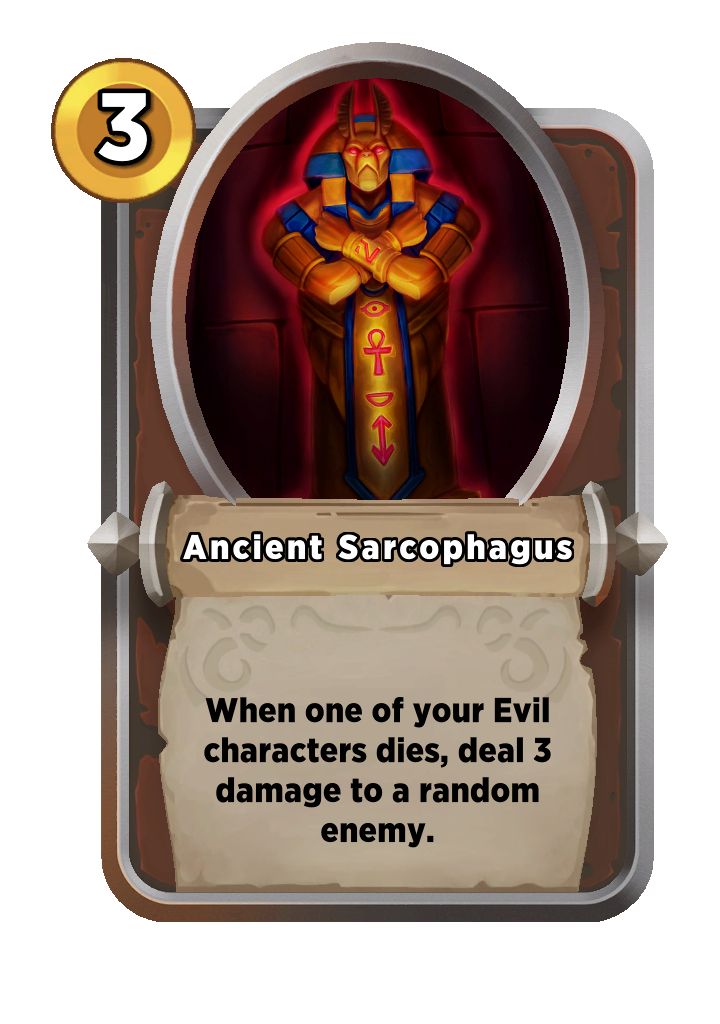 3
Ancient Sarcophagus
When one of your Evil
characters dies, deal 3
damage to a random
enemy.